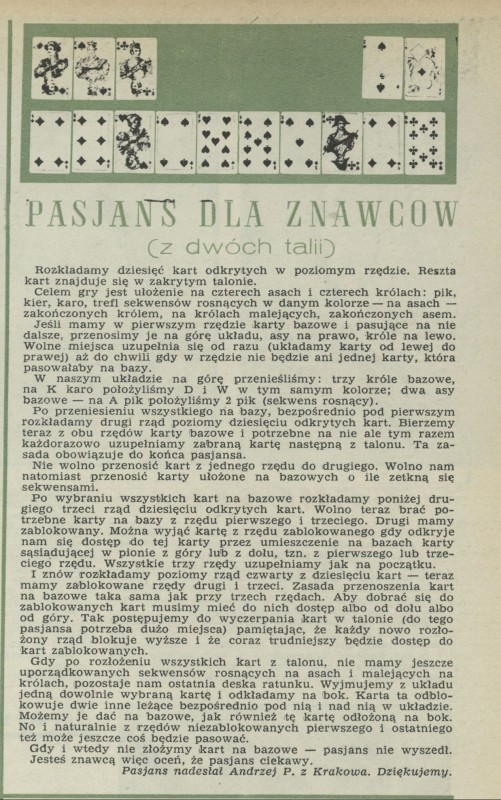 PASJANS DLA ZNAWCOW
(z dwóch talii)
Rozkładamy dziesięć kart odkrytych w poziomym rzędzie. Reszta
kart znajduje się w zakrytym talonie.
Celem gry jest ułożenie na czterech asach i czterech królach: pik,
kier, karo, trefl sekwensów rosnących w danym kolorze — na asach —
zakończonych królem, na królach malejących, zakończonych asem.
Jeśli mamy w pierwszym rzędzie karty bazowe i pasujące na nie
dalsze, przenosimy je na górę układu, asy na prawo, króle na lewo.
Wolne miejsca uzupełnia się od razu (układamy karty od lewej do
prawej) aż do chwili gdy w rzędzie nie będzie ani jednej karty, która
pasowałaby na bazy.
W naszym układzie na górę przenieśliśmy: trzy króle bazowe,
na K karo położyliśmy D i W w tym samym kolorze; dwa asy
bazowe — na A pik położyliśmy 2 pik (sekwens rosnący).
Po przeniesieniu wszystkiego na bazy, bezpośrednio pod pierwszym
rozkładamy drugi rząd poziomy dziesięciu odkrytych kart. Bierzemy
teraz z obu rzędów karty bazowe i potrzebne na nie ale tym razem
każdorazowo uzupełniamy zabraną kartę następną z talonu. Ta za-
sada obowiązuje do końca pasjansa.
Nie wolno przenosić kart z jednego rzędu do drugiego. Wolno nam
natomiast przenosić karty ułożone na bazowych o ile zetkną się
sekwensami.
Po wybraniu wszystkich kart na bazowe rozkładamy poniżej dru-
giego trzeci rząd dziesięciu odkrytych kart. Wolno teraz brać po-
trzebne karty na bazy z rzędu pierwszego i trzeciego. Drugi mamy
zablokowany. Można wyjąć kartę z rzędu zablokowanego gdy odkryje
nam się dostęp do tej karty przez umieszczenie na bazach karty
sąsiadującej w pionie z góry lub z dołu, tzn. z pierwszego lub trze-
ciego rzędu. Wszystkie trzy rzędy uzupełniamy jak na początku.
I znów rozkładamy poziomy rząd czwarty z dziesięciu kart — teraz
mamy zablokowane rzędy drugi i trzeci. Zasada przenoszenia kart
na bazowe taka sama jak przy trzech rzędach. Aby dobrać się do
zablokowanych kart musimy mieć do nich dostęp albo od dołu albo
od góry. Tak postępujemy do wyczerpania kart w talonie (do tego
pasjansa potrzeba dużo miejsca) pamiętając, że każdy nowo rozło-
żony rząd blokuje wyższe i że coraz trudniejszy będzie dostęp do
kart zablokowanych.
Gdy po rozłożeniu wszystkich kart z talonu, nie mamy jeszcze
uporządkowanych sekwensów rosnących na asach i malejących na
królach, pozostaje nam ostatnia deska ratunku. Wyjmujemy z układu
jedną dowolnie wybraną kartę i odkładamy na bok. Karta ta odblo-
kowuje dwie inne leżące bezpośrednio pod nią i nad nią w układzie.
Możemy je dać na bazowe, jak również tę kartę odłożoną na bok.
No i naturalnie z rzędów niezablokowanych pierwszego i ostatniego
też może jeszcze coś będzie pasować.
Gdy i wtedy nie złożymy kart na bazowe — pasjans nie wyszedł.
Jesteś znawcą więc oceń, że pasjans ciekawy.
Pasjans nadesłał Andrzej P. z Krakowa. Dziękujemy.